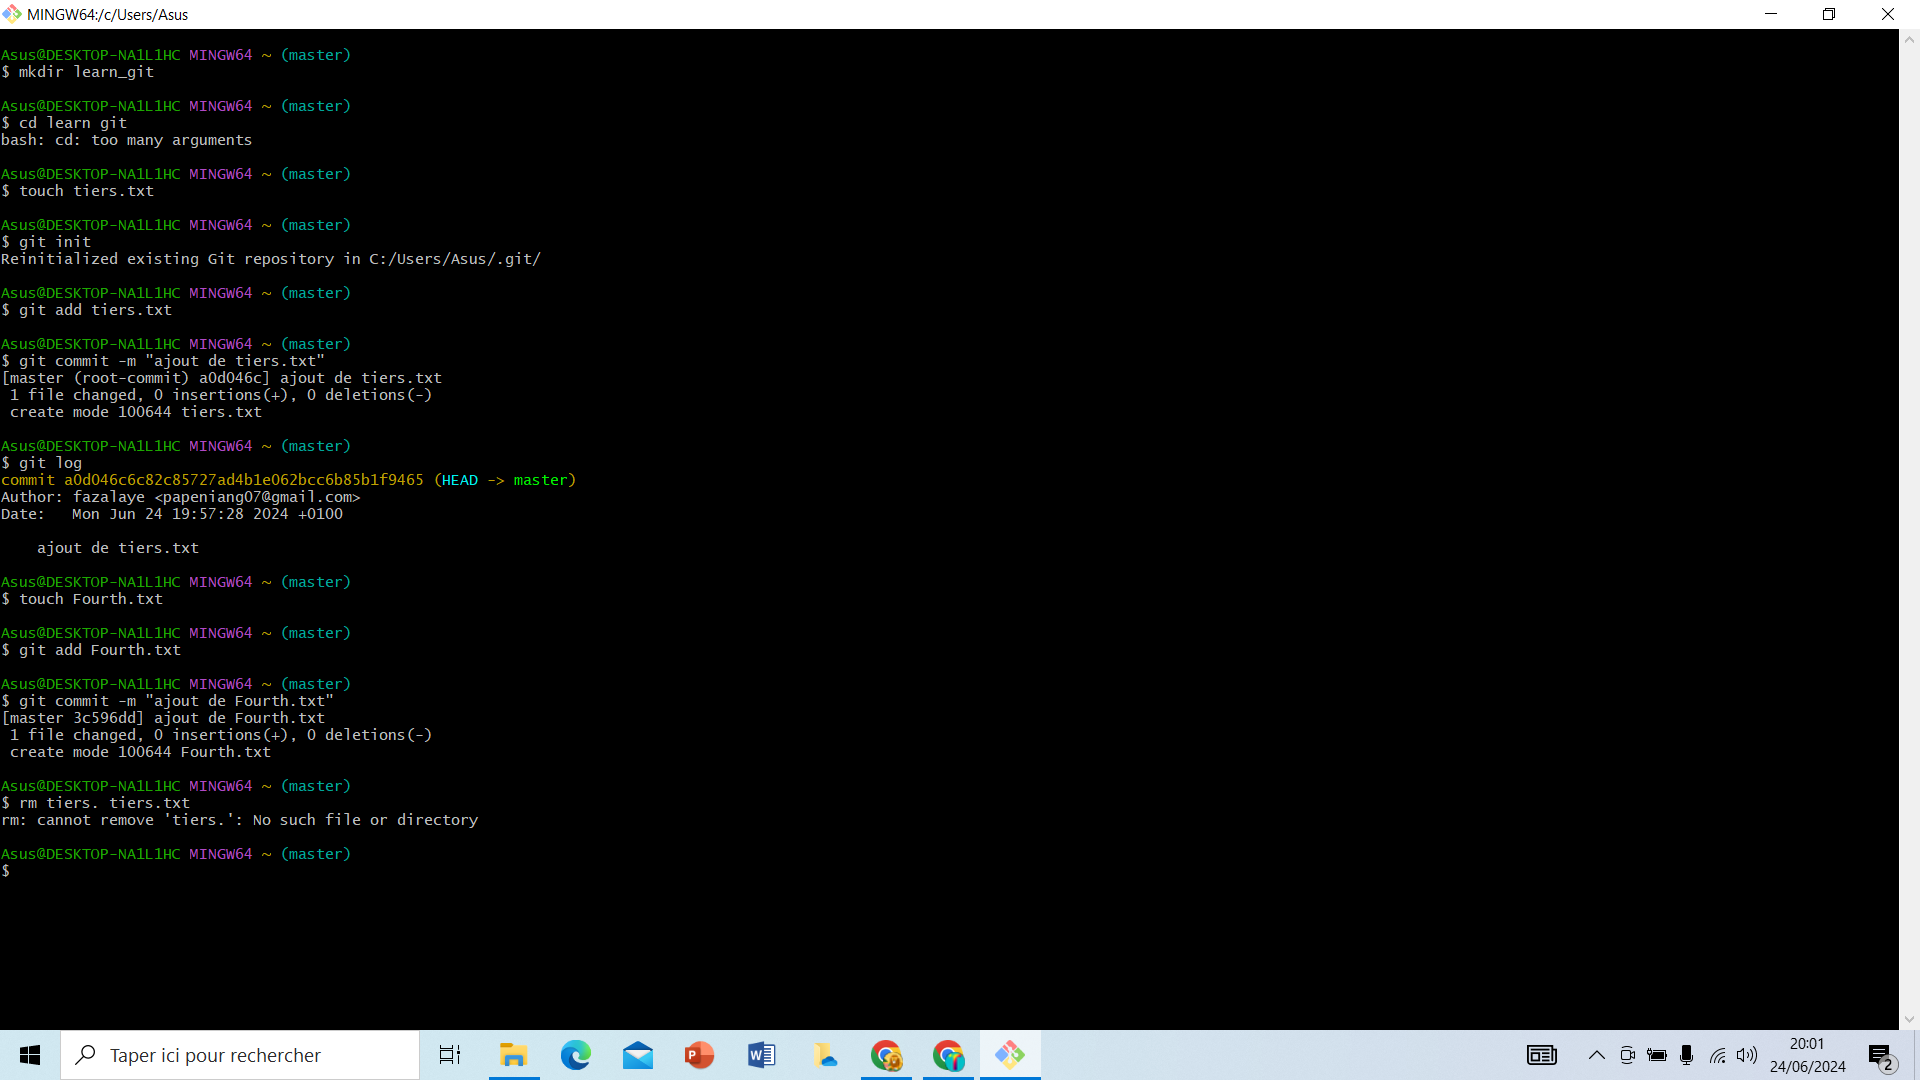 MINGW64:/c/Users/Asus
Asus@DESKTOP-NA1L1HC MINGW64 ~ (master)
$ mkdir learn_git
Asus@DESKTOP-NA1L1HC MINGW64 ~ (master)
$ cd learn git
bash: cd: too many arguments
Asus@DESKTOP-NA1L1HC MINGW64 ~ (master)
$ touch tiers.txt
Asus@DESKTOP-NA1L1HC MINGW64 ~ (master)
$ git init
Reinitialized existing Git repository in C:/Users/Asus/.git/
Asus@DESKTOP-NA1L1HC MINGW64 ~ (master)
$ git add tiers.txt
Asus@DESKTOP-NA1L1HC MINGW64 ~ (master)
$ git commit -m "ajout de tiers.txt"
[master (root-commit) a0d046c] ajout de tiers.txt
1 file changed, 0 insertions(+), 0 deletions(-)
create mode 100644 tiers.txt
Asus@DESKTOP-NA1L1HC MINGW64 ~ (master)
$ git log
commit a0d046c6c82c85727ad4b1e062bcc6b85b1f9465 (HEAD -> master)
Author: fazalaye <papeniang07@gmail.com>
Date:   Mon Jun 24 19:57:28 2024 +0100
ajout de tiers.txt
Asus@DESKTOP-NA1L1HC MINGW64 ~ (master)
$ touch Fourth.txt
Asus@DESKTOP-NA1L1HC MINGW64 ~ (master)
$ git add Fourth.txt
Asus@DESKTOP-NA1L1HC MINGW64 ~ (master)
$ git commit -m "ajout de Fourth.txt"
[master 3c596dd] ajout de Fourth.txt
1 file changed, 0 insertions(+), 0 deletions(-)
create mode 100644 Fourth.txt
Asus@DESKTOP-NA1L1HC MINGW64 ~ (master)
$ rm tiers. tiers.txt
rm: cannot remove 'tiers.': No such file or directory
Asus@DESKTOP-NA1L1HC MINGW64 ~ (master)
$
Taper ici pour rechercher
20:01
24/06/2024
2